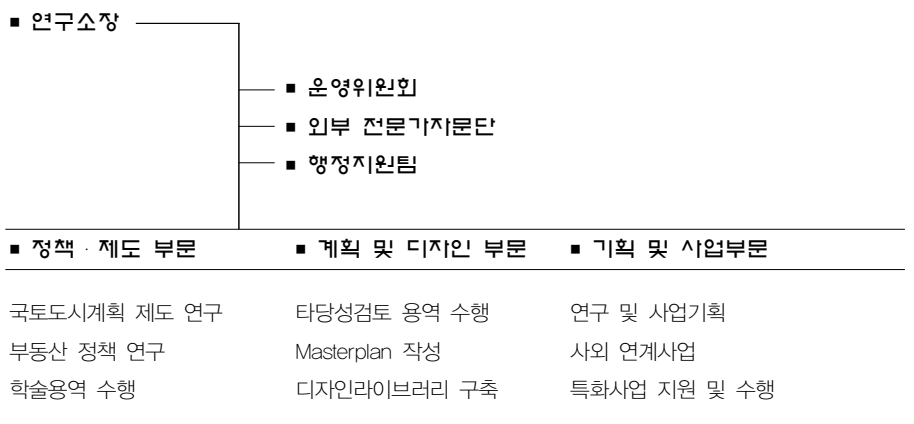 ■ 연구소장
■ 운영위원회
■ 외부 전문가자문단
■ 행정지원팀
■ 정책·제도 부문 ■ 계획 및 디자인 부문 ■ 기획 및 사업부문
국토도시계획 제도 연구 타당성검토 용역 수행 연구 및 사업기획
부동산 정책 연구 Masterplan 작성 사외 연계사업
학술용역 수행 디자인라이브러리 구축 특화사업 지원 및 수행